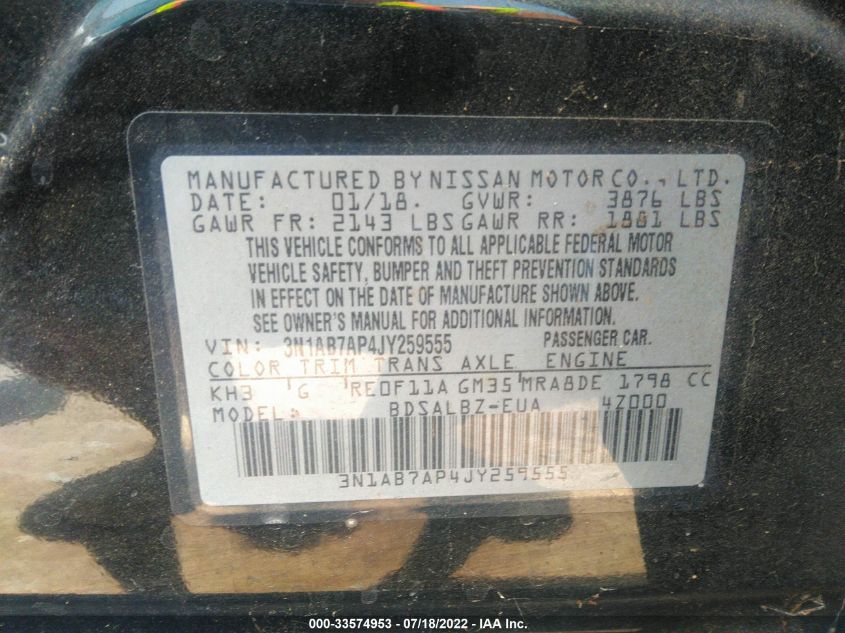 MANUFACTURED BY NISSAN MOTOR CO., LTD.
DATE: 01/18. GVWR: 3876 LBS
GAWR FR: 2143 LBS GAWR RR: 1881 LBS
THIS VEHICLE CONFORMS TO ALL APPLICABLE FEDERAL MOTOR
VEHICLE SAFETY, BUMPER AND THEFT PREVENTION STANDARDS
IN EFFECT ON THE DATE OF MANUFACTURE SHOWN ABOVE.
SEE OWNER'S MANUAL FOR ADDITIONAL INFORMATION
VIN: 3N1AB7AP4JY259555 PASSENGER CAR.
COLOR TRIM TRANS AXLE ENGINE
KH3 G RE0F11A GM35 MRA8DE 1798 CC
MODEL: BDSALBZ-EUA 4Z000
3N1AB7AP4JY259555
000-33574953 - 07/18/2022 - IAA Inc.